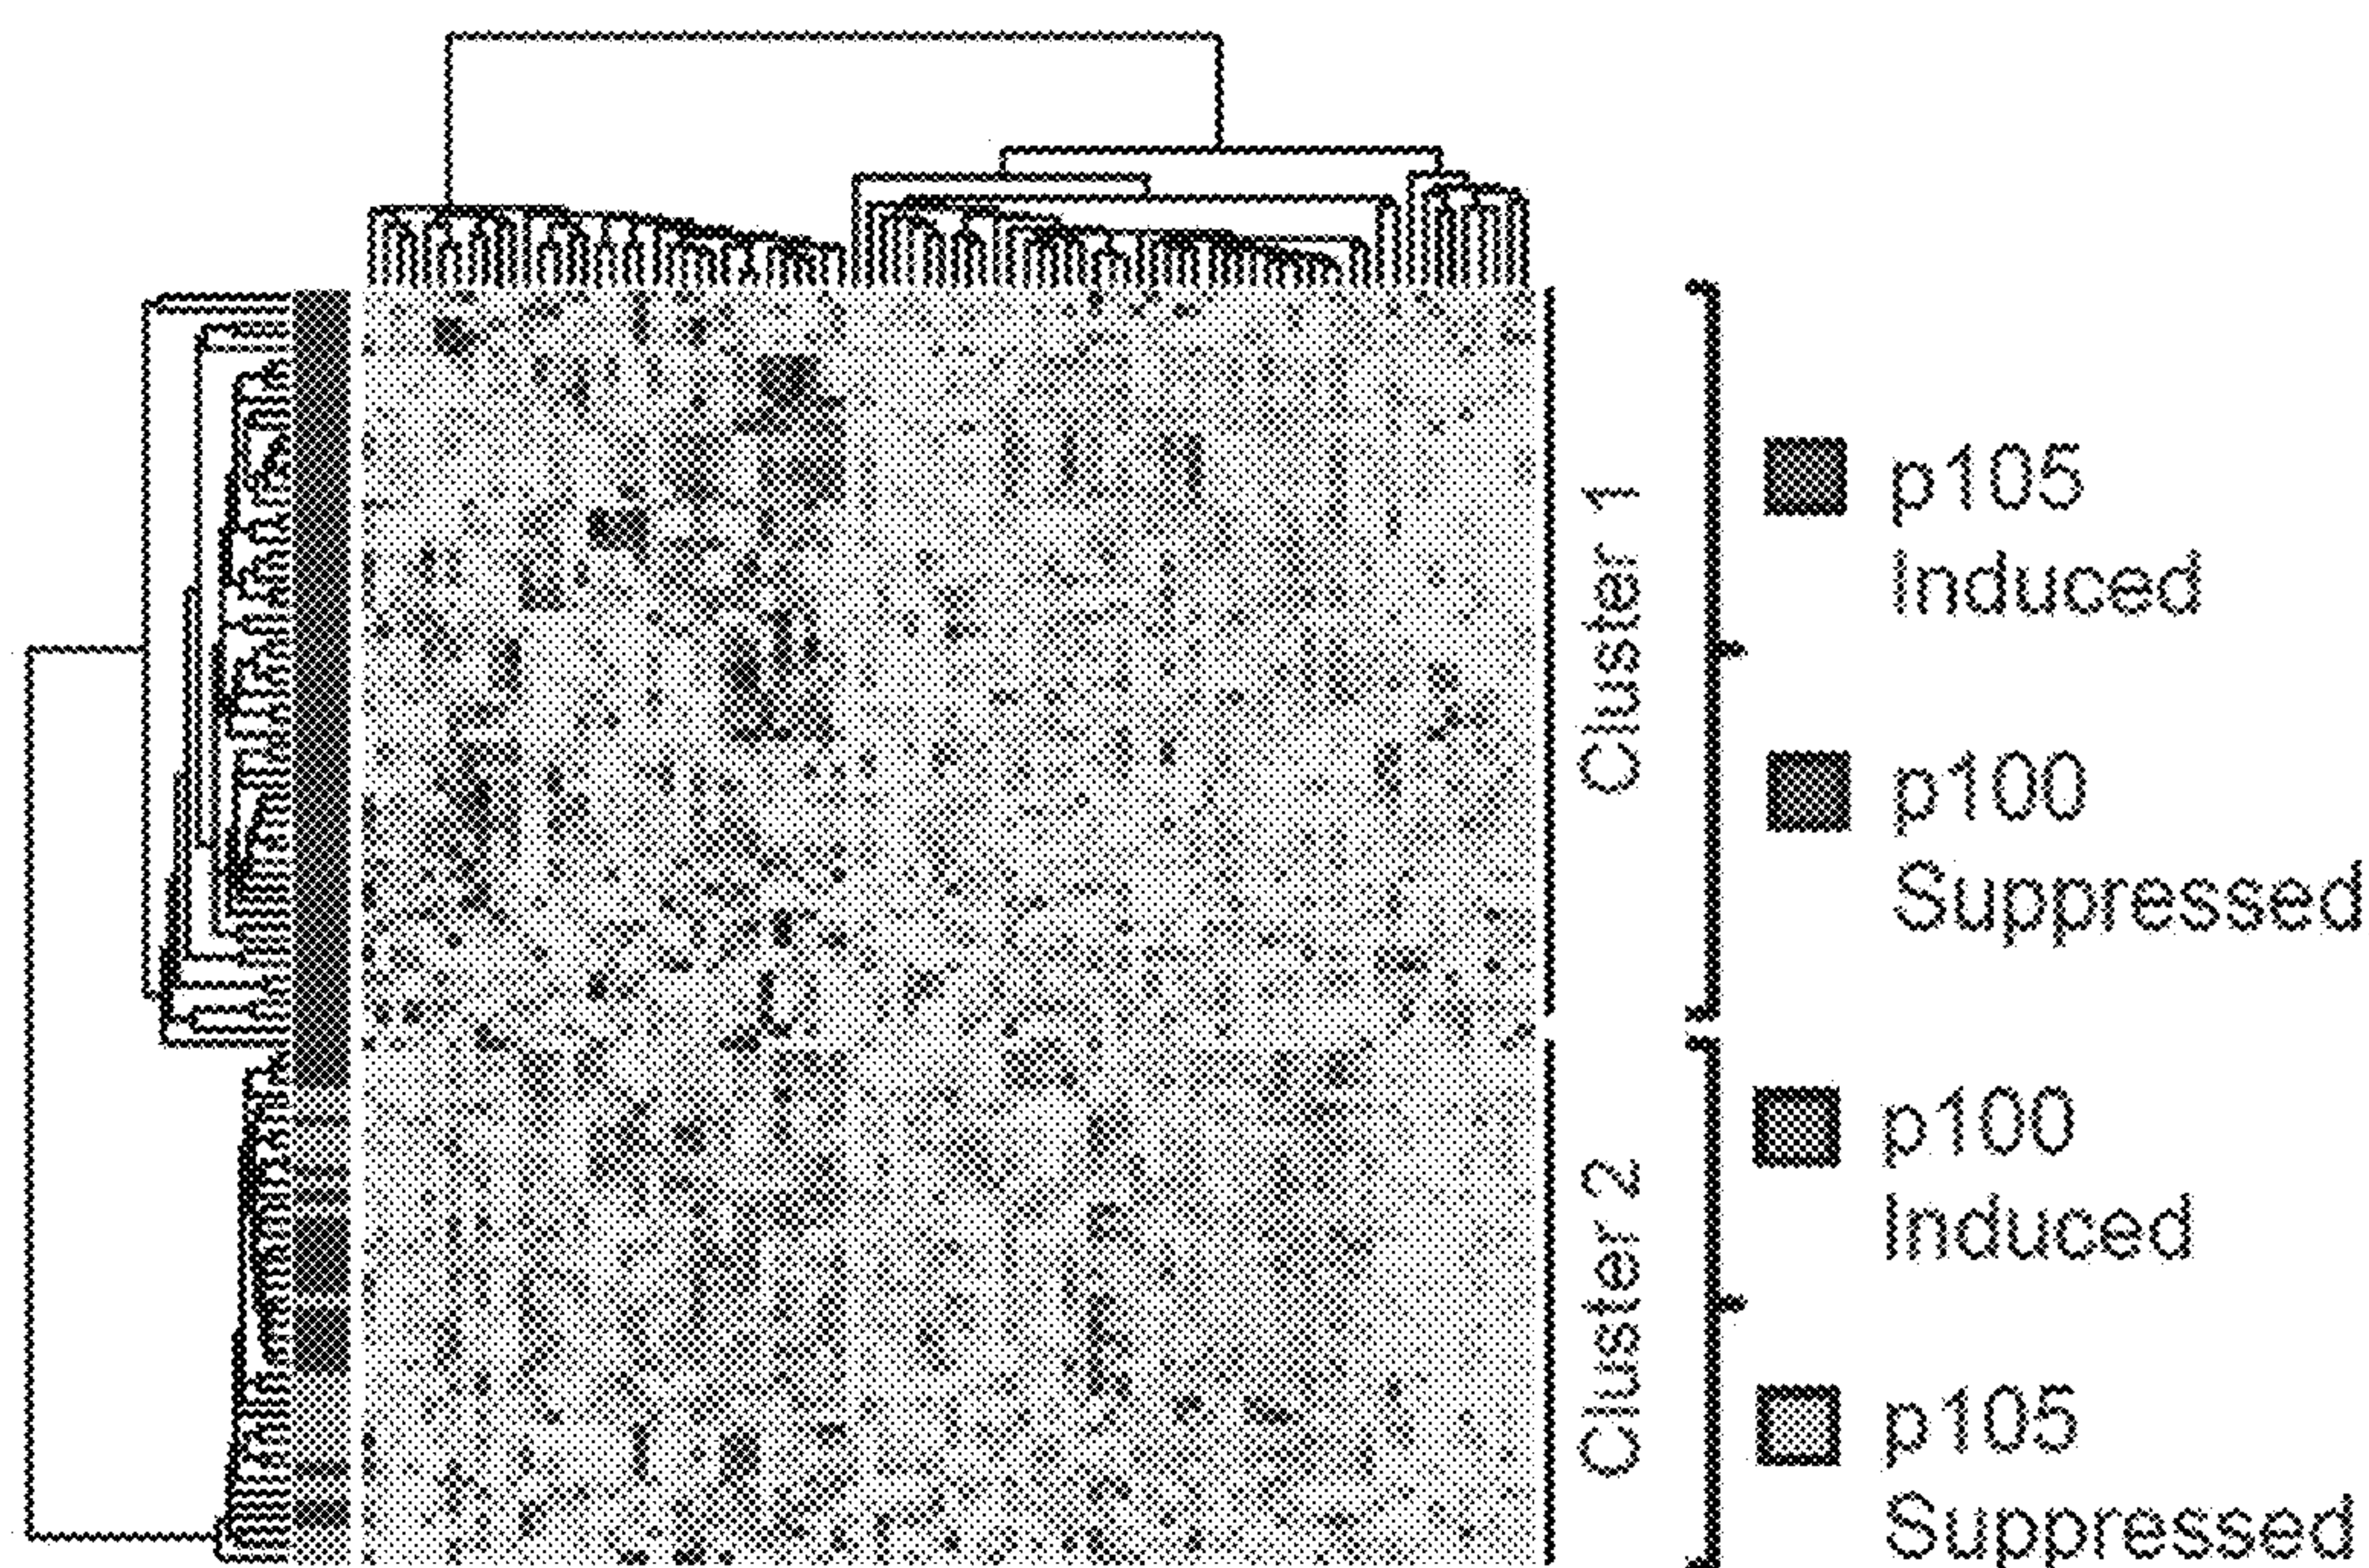 Cluster 1
p105
Induced
p100
Suppressed
Cluster 2
p100
Induced
p105
Suppressed